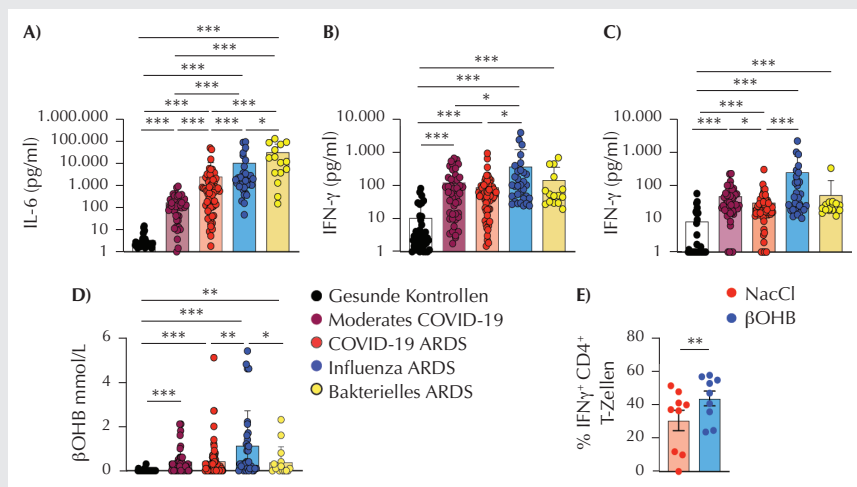 A)
***
***
***
***
*** ***
*** *** *** *
IL-6 (pg/ml)
1.000.000
100.000
10.000
1.000
100
10
1
B)
***
***
*
*** *
***
IFN-γ (pg/ml)
10.000
1.000
100
10
1
C)
***
***
***
*** * ***
IFN-γ (pg/ml)
10.000
1.000
100
10
1
D)
**
***
*** ** *
***
βOHB mmol/L
6
4
2
0
Gesunde Kontrollen
Moderates COVID-19
COVID-19 ARDS
Influenza ARDS
Bakterielles ARDS
E)
NacCl
βOHB
**
% IFNγ+ CD4+
T-Zellen
80
60
40
20
0